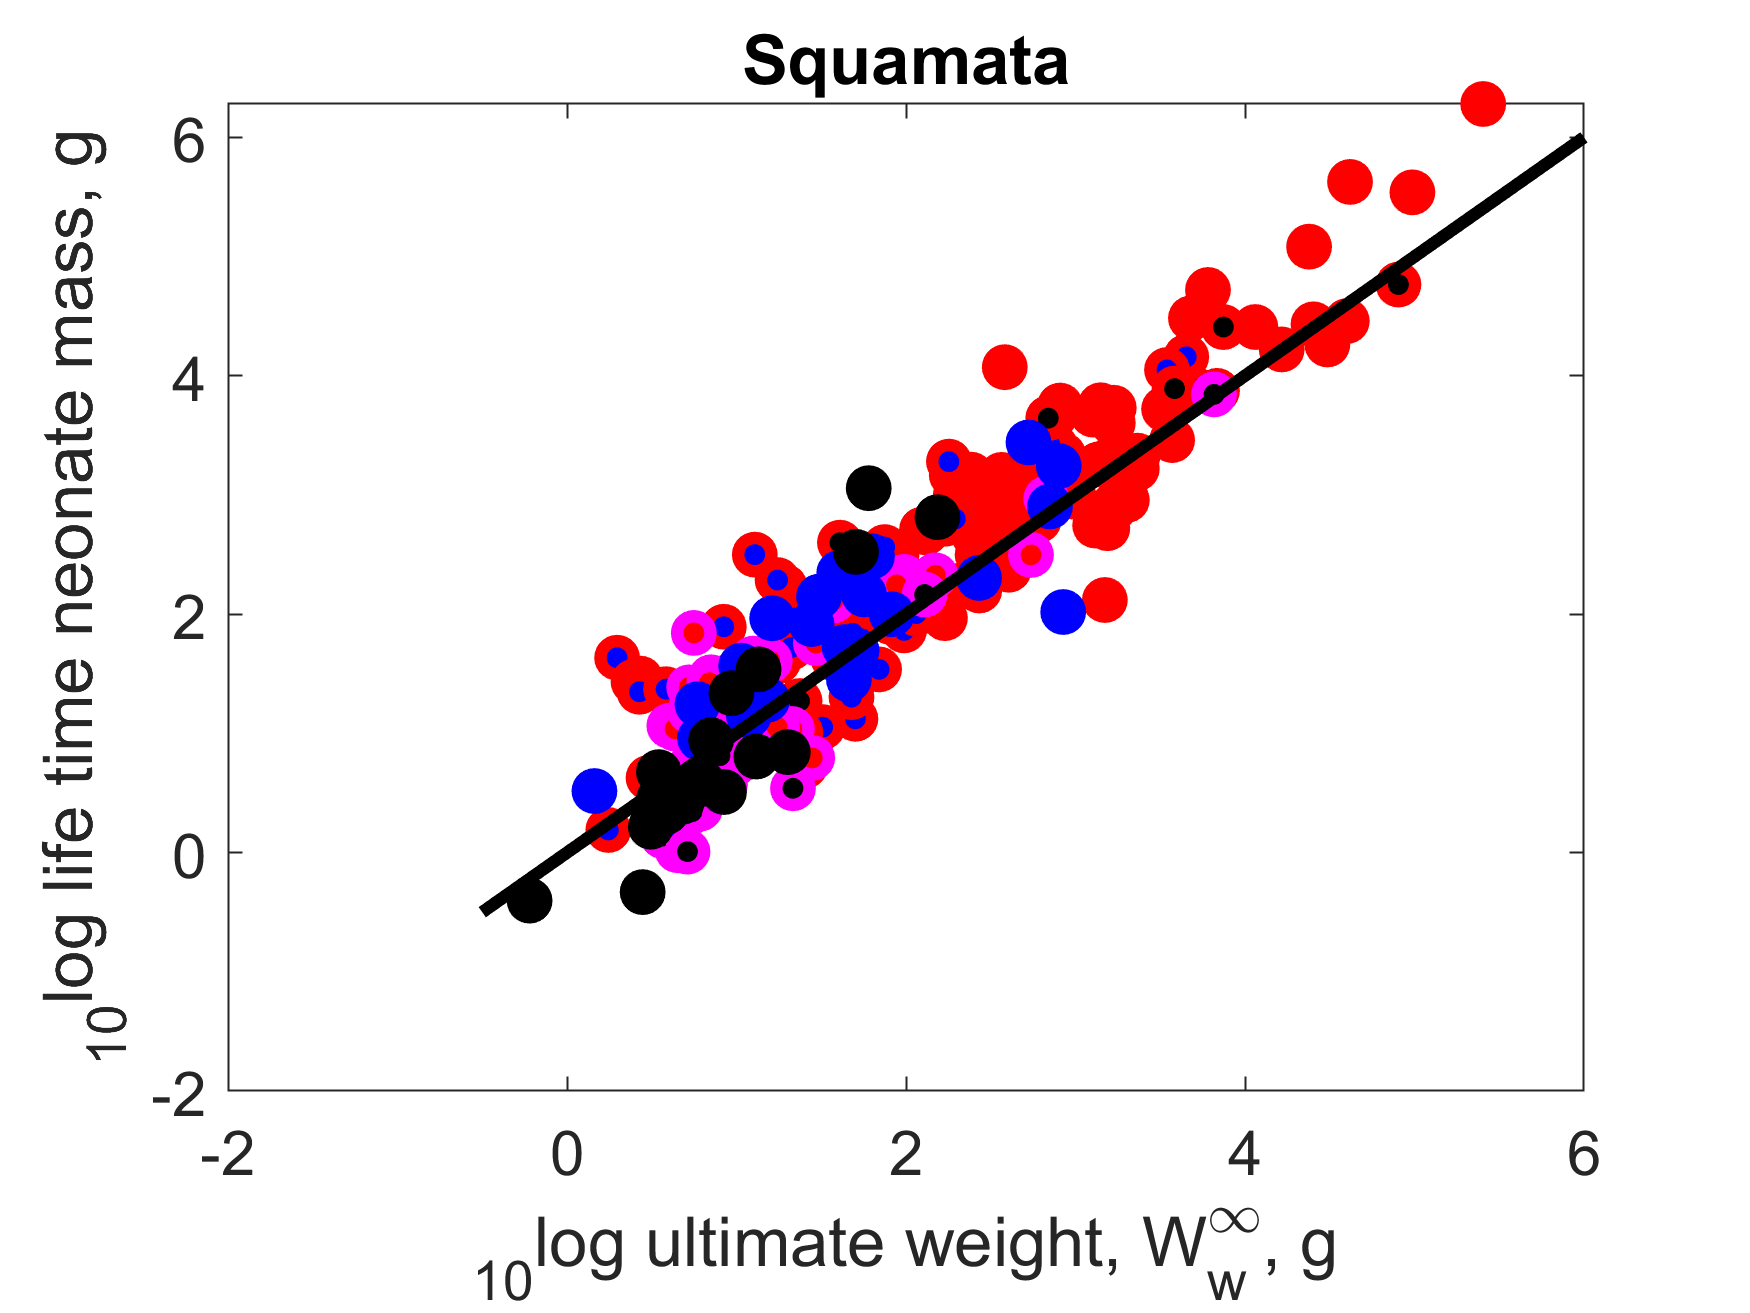 Squamata
10log life time neonate mass, g
6
4
2
0
-2
-2 0 2 4 6
10log ultimate weight, W∞w, g